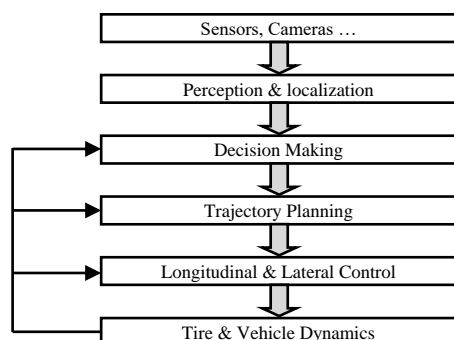 Sensors, Cameras …
Perception & localization
Decision Making
Trajectory Planning
Longitudinal & Lateral Control
Tire & Vehicle Dynamics